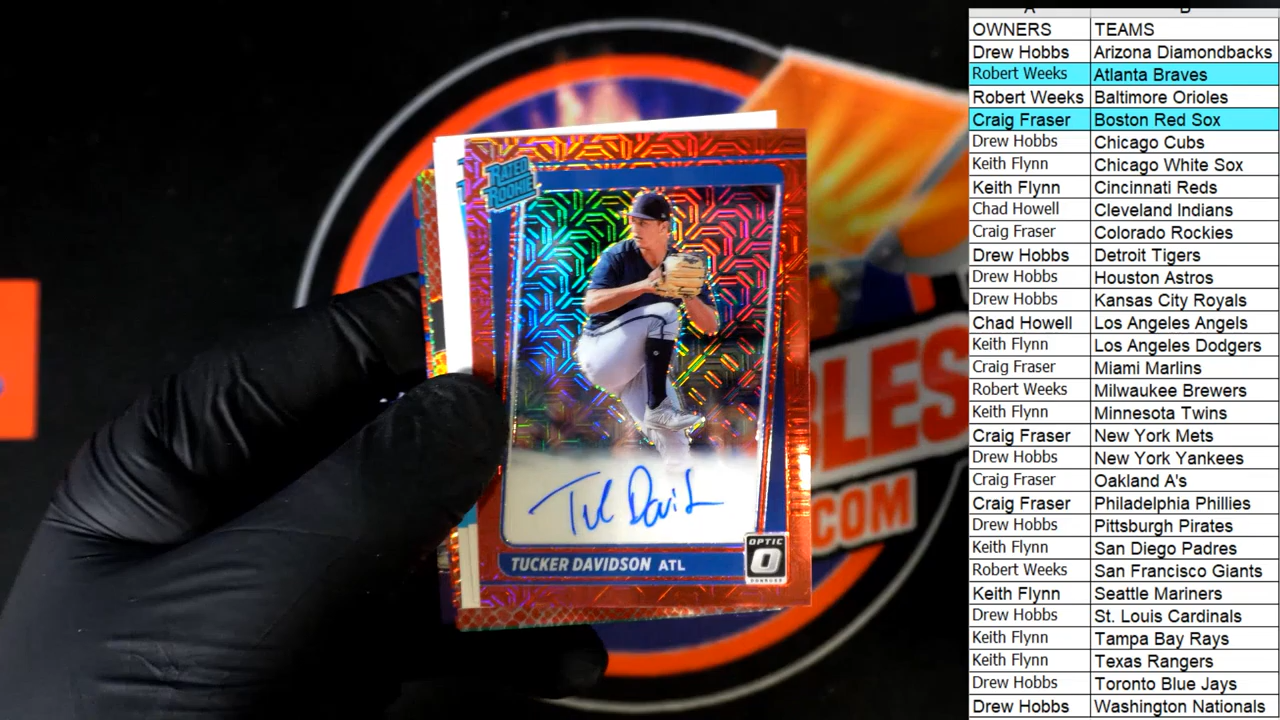 A B
OWNERS TEAMS
Drew Hobbs Arizona Diamondbacks
Robert Weeks Atlanta Braves
Robert Weeks Baltimore Orioles
Craig Fraser Boston Red Sox
Drew Hobbs Chicago Cubs
Keith Flynn Chicago White Sox
Keith Flynn Cincinnati Reds
Chad Howell Cleveland Indians
Craig Fraser Colorado Rockies
Drew Hobbs Detroit Tigers
Drew Hobbs Houston Astros
Drew Hobbs Kansas City Royals
Chad Howell Los Angeles Angels
Keith Flynn Los Angeles Dodgers
Craig Fraser Miami Marlins
Robert Weeks Milwaukee Brewers
Keith Flynn Minnesota Twins
Craig Fraser New York Mets
Drew Hobbs New York Yankees
Craig Fraser Oakland A's
Craig Fraser Philadelphia Phillies
Drew Hobbs Pittsburgh Pirates
Keith Flynn San Diego Padres
Robert Weeks San Francisco Giants
Keith Flynn Seattle Mariners
Drew Hobbs St. Louis Cardinals
Keith Flynn Tampa Bay Rays
Keith Flynn Texas Rangers
Drew Hobbs Toronto Blue Jays
Drew Hobbs Washington Nationals
RATED
ROOKIE
OPTIC
DONRUSS
TUCKER DAVIDSON ATL
BLES
.COM